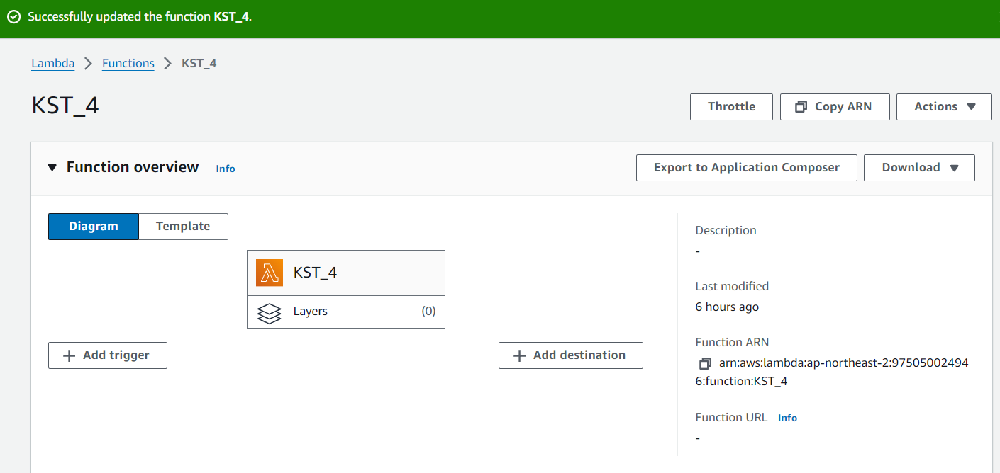 Successfully updated the function KST_4.
Lambda > Functions > KST_4
KST_4
Throttle
Copy ARN
Actions
Function overview Info
Export to Application Composer
Download
Diagram
Template
KST_4
Layers (0)
Add trigger
Add destination
Description
-
Last modified
6 hours ago
Function ARN
arn:aws:lambda:ap-northeast-2:97505002494
6:function:KST_4
Function URL Info
-